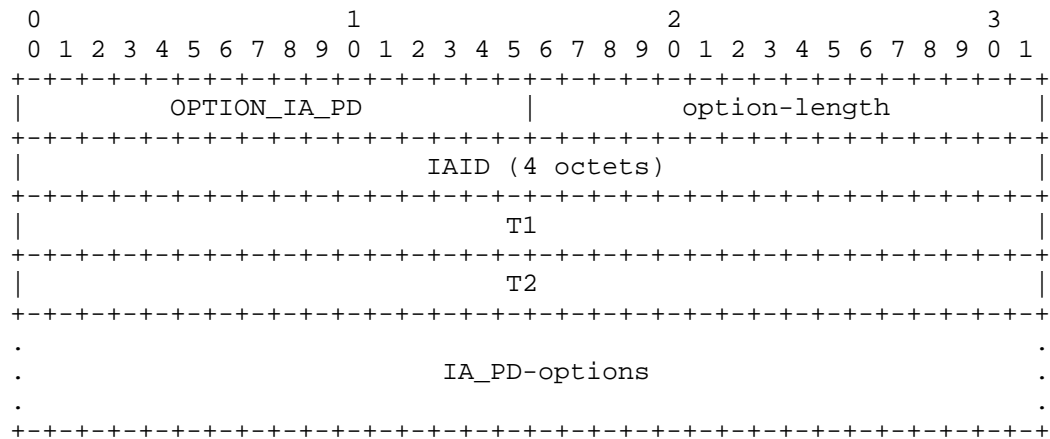 0                   1                   2                   3
 0 1 2 3 4 5 6 7 8 9 0 1 2 3 4 5 6 7 8 9 0 1 2 3 4 5 6 7 8 9 0 1
+-+-+-+-+-+-+-+-+-+-+-+-+-+-+-+-+-+-+-+-+-+-+-+-+-+-+-+-+-+-+-+-+
|         OPTION_IA_PD          |         option-length         |
+-+-+-+-+-+-+-+-+-+-+-+-+-+-+-+-+-+-+-+-+-+-+-+-+-+-+-+-+-+-+-+-+
|                         IAID (4 octets)                       |
+-+-+-+-+-+-+-+-+-+-+-+-+-+-+-+-+-+-+-+-+-+-+-+-+-+-+-+-+-+-+-+-+
|                              T1                               |
+-+-+-+-+-+-+-+-+-+-+-+-+-+-+-+-+-+-+-+-+-+-+-+-+-+-+-+-+-+-+-+-+
|                              T2                               |
+-+-+-+-+-+-+-+-+-+-+-+-+-+-+-+-+-+-+-+-+-+-+-+-+-+-+-+-+-+-+-+-+
.                                                               .
.                          IA_PD-options                        .
.                                                               .
+-+-+-+-+-+-+-+-+-+-+-+-+-+-+-+-+-+-+-+-+-+-+-+-+-+-+-+-+-+-+-+-+